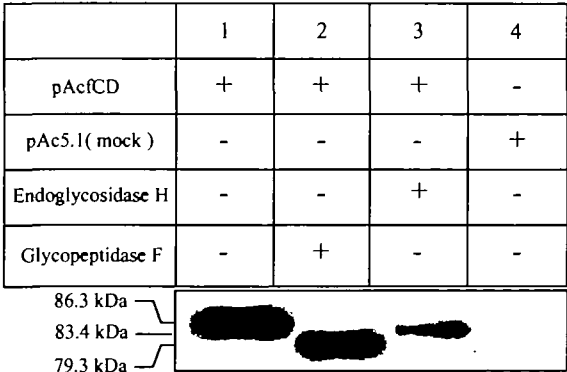 1 2 3 4
pAcfCD + + + -
pAc5.1( mock ) - - - +
Endoglycosidase H - - + -
Glycopeptidase F - + - -
86.3 kDa
83.4 kDa
79.3 kDa